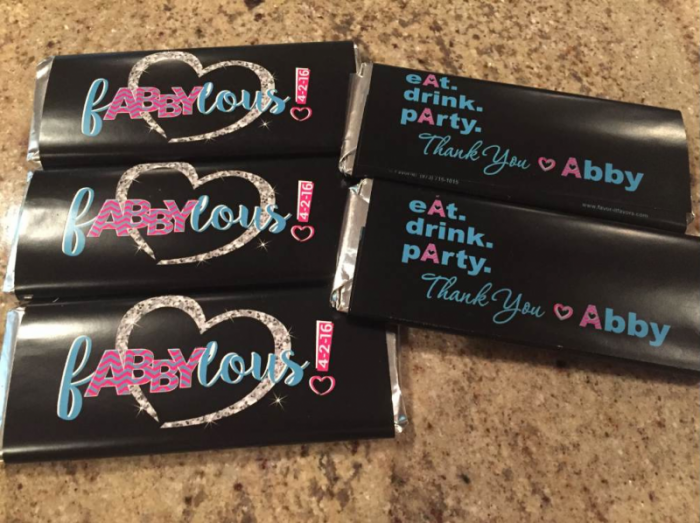 fABBYlous! 4-2-16
fABBYlous! 4-2-16
fABBYlous! 4-2-16
eAt.
drink.
pArty.
Thank You Abby
eAt.
drink.
pArty.
Thank You Abby